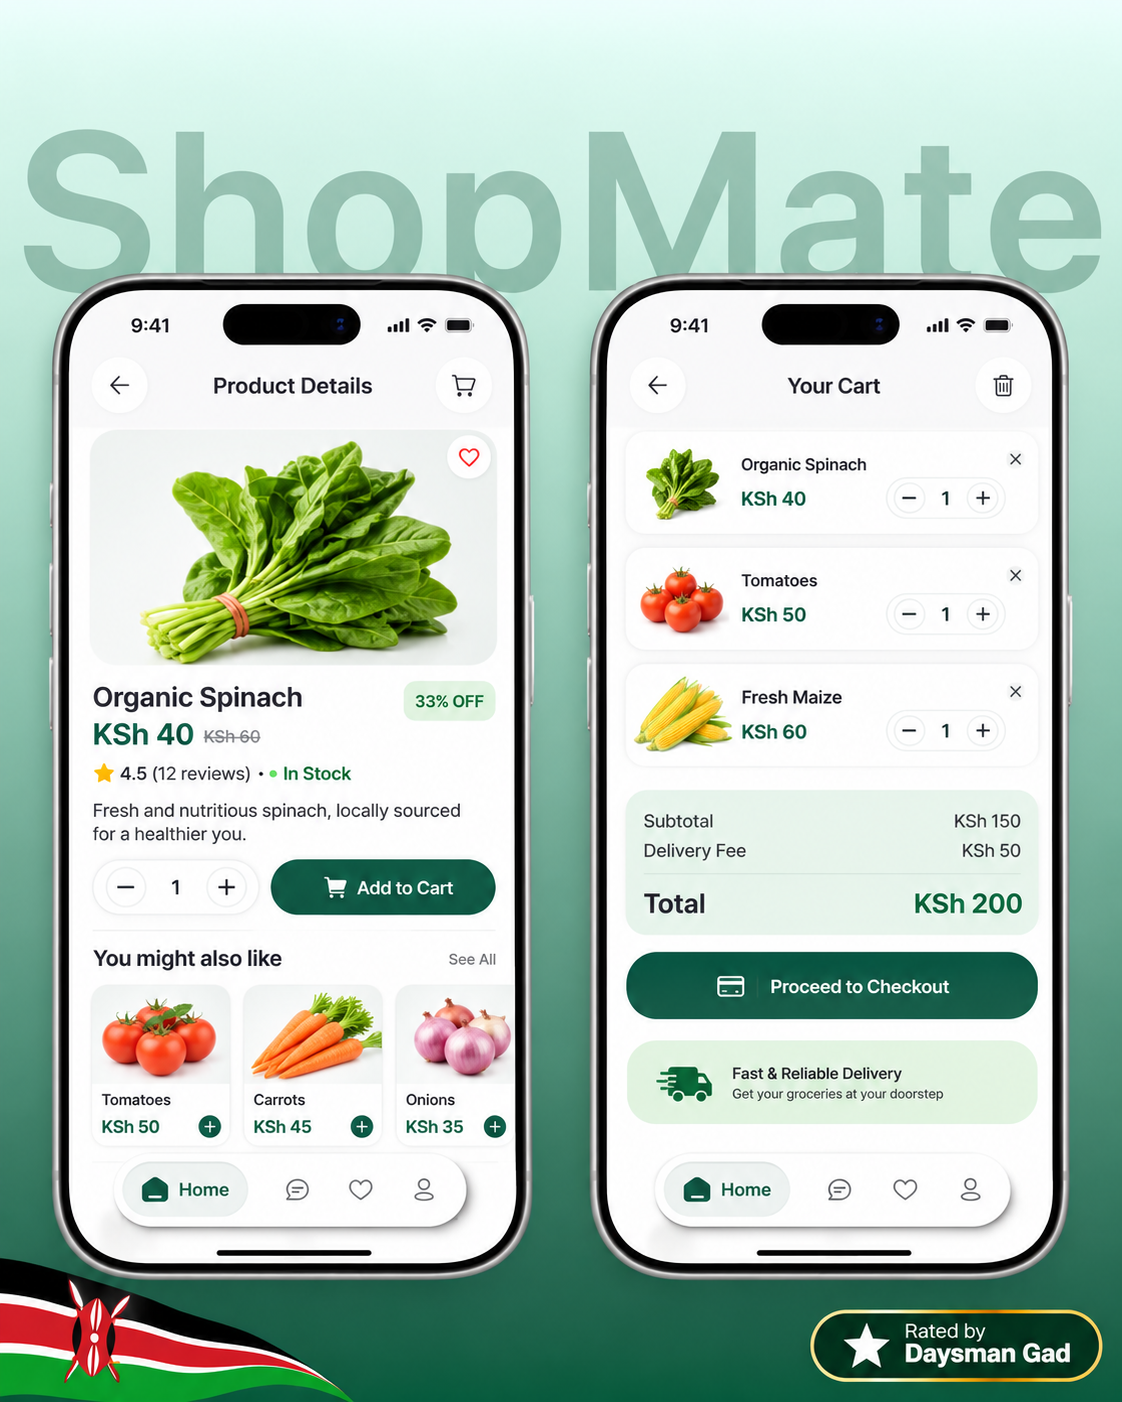 ShopMate
9:41
Product Details
Organic Spinach
33% OFF
KSh 40 KSh 60
4.5 (12 reviews) • In Stock
Fresh and nutritious spinach, locally sourced
for a healthier you.
1
Add to Cart
You might also like
See All
Tomatoes
KSh 50
Carrots
KSh 45
Onions
KSh 35
Home
9:41
Your Cart
Organic Spinach
KSh 40
1
Tomatoes
KSh 50
1
Fresh Maize
KSh 60
1
Subtotal KSh 150
Delivery Fee KSh 50
Total KSh 200
Proceed to Checkout
Fast & Reliable Delivery
Get your groceries at your doorstep
Home
Rated by
Daysman Gad